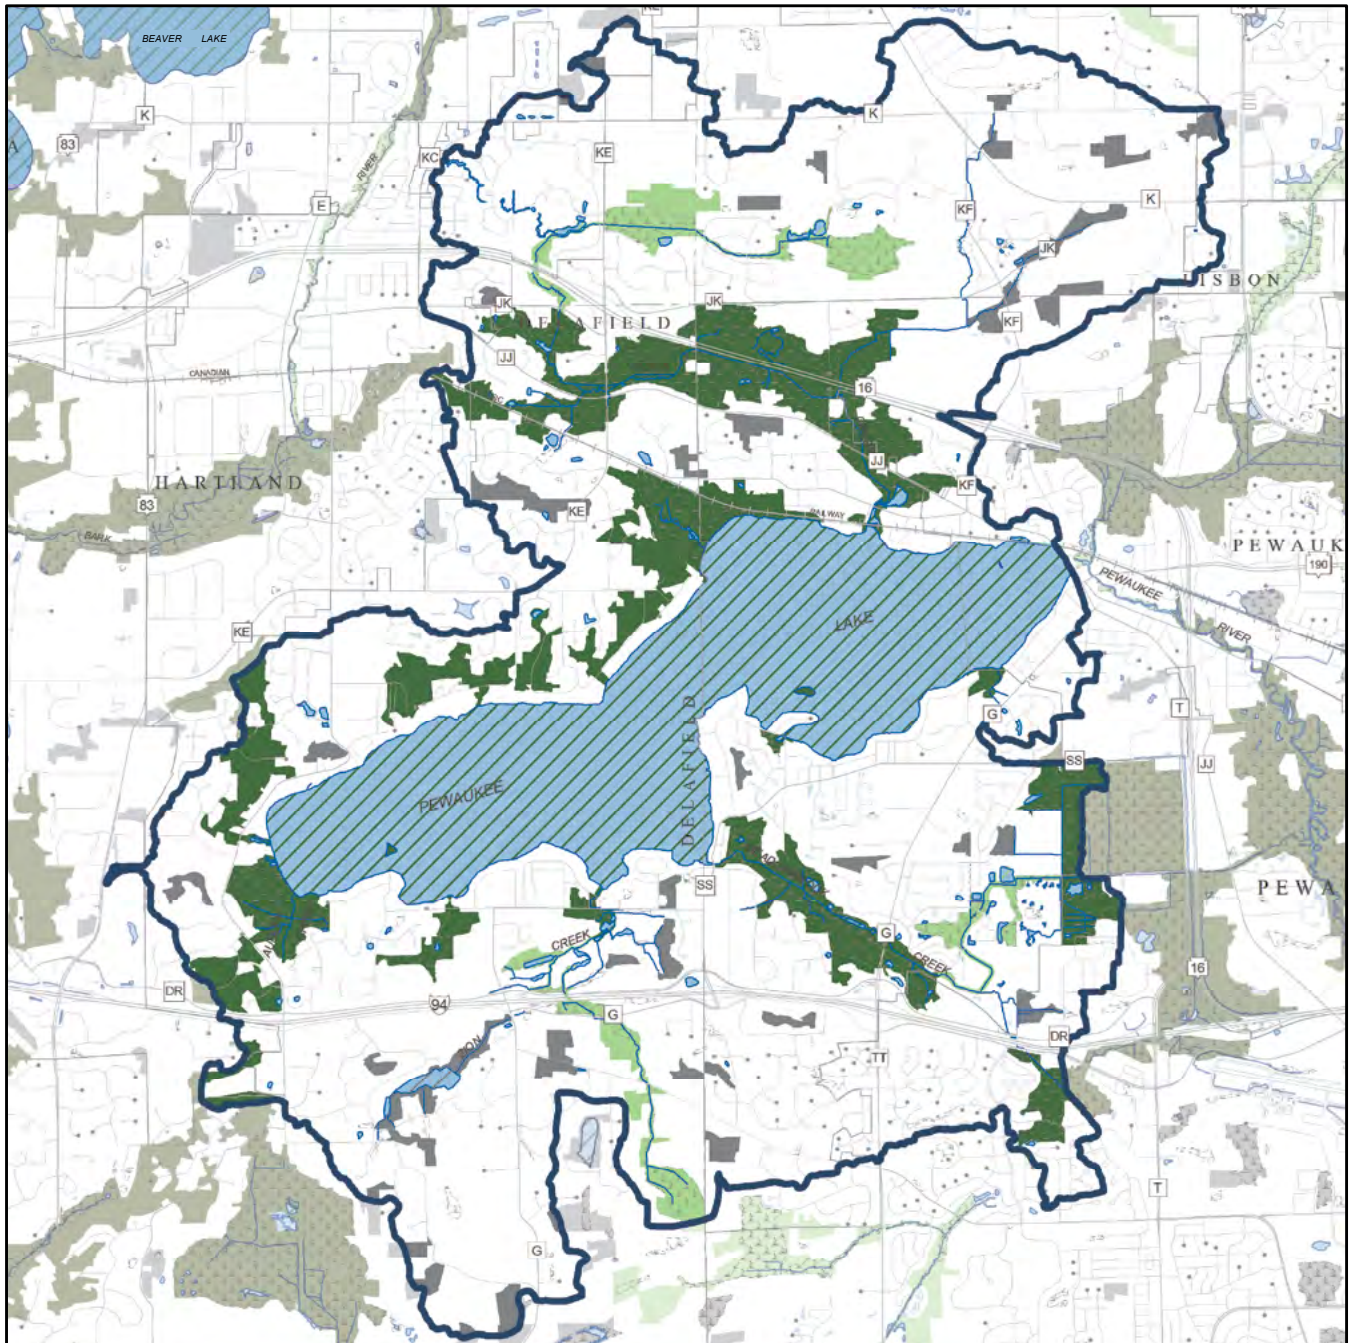 BEAVER LAKE
K
83
KC
E
RIVER
KE
K
KF
K
JK
LISBON
JK
JK
DELAFIELD
KF
JJ
CANADIAN
16
JJ
KF
HARTLAND
83
KE
RAILWAY
BARK
PEWAUK
190
PEWAUKEE
RIVER
KE
LAKE
DELAFIELD
G
T
SS
JJ
PEWAUKEE
SS
PEWA
G
CREEK
CREEK
16
DR
94
G
DR
TT
T
G